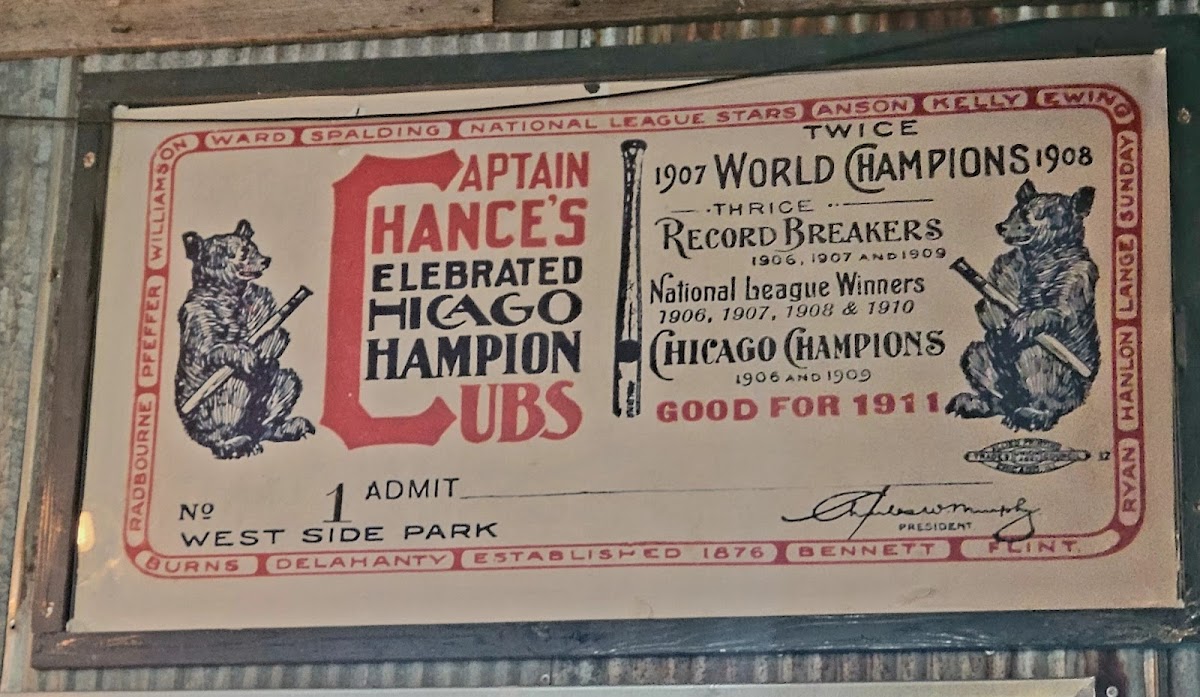 WARD SPALDING NATIONAL LEAGUE STARS ANSON KELLY EWING
WILLIAMSON
PFEFFER
RADBOURNE
CAPTAIN
CHANCE'S
CELEBRATED
CHICAGO
CHAMPION
CUBS
TWICE
1907 WORLD CHAMPIONS 1908
THRICE
RECORD BREAKERS
1906, 1907 AND 1909
National League Winners
1906, 1907, 1908 & 1910
CHICAGO CHAMPIONS
1906 AND 1909
GOOD FOR 1911
SUNDAY
LANGE
HANLON
RYAN
12
No 1 ADMIT
WEST SIDE PARK
Charles W Murphy
PRESIDENT
BURNS DELAHANTY ESTABLISHED 1876 BENNETT FLINT.